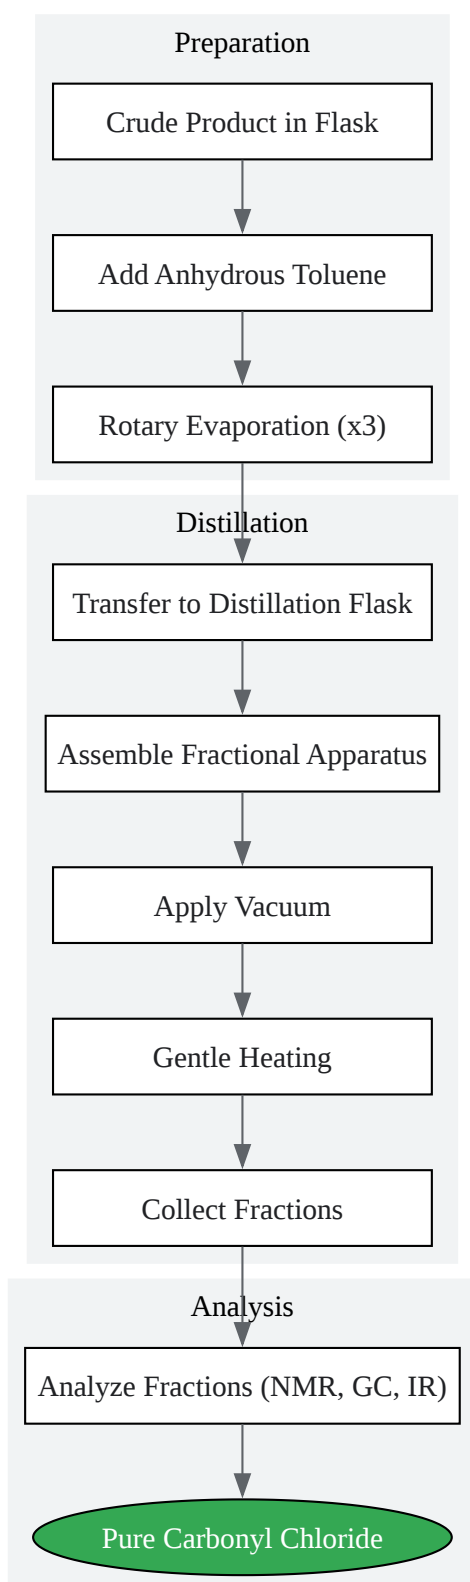 Preparation
Crude Product in Flask
Add Anhydrous Toluene
Rotary Evaporation (x3)
Distillation
Transfer to Distillation Flask
Assemble Fractional Apparatus
Apply Vacuum
Gentle Heating
Collect Fractions
Analysis
Analyze Fractions (NMR, GC, IR)
Pure Carbonyl Chloride